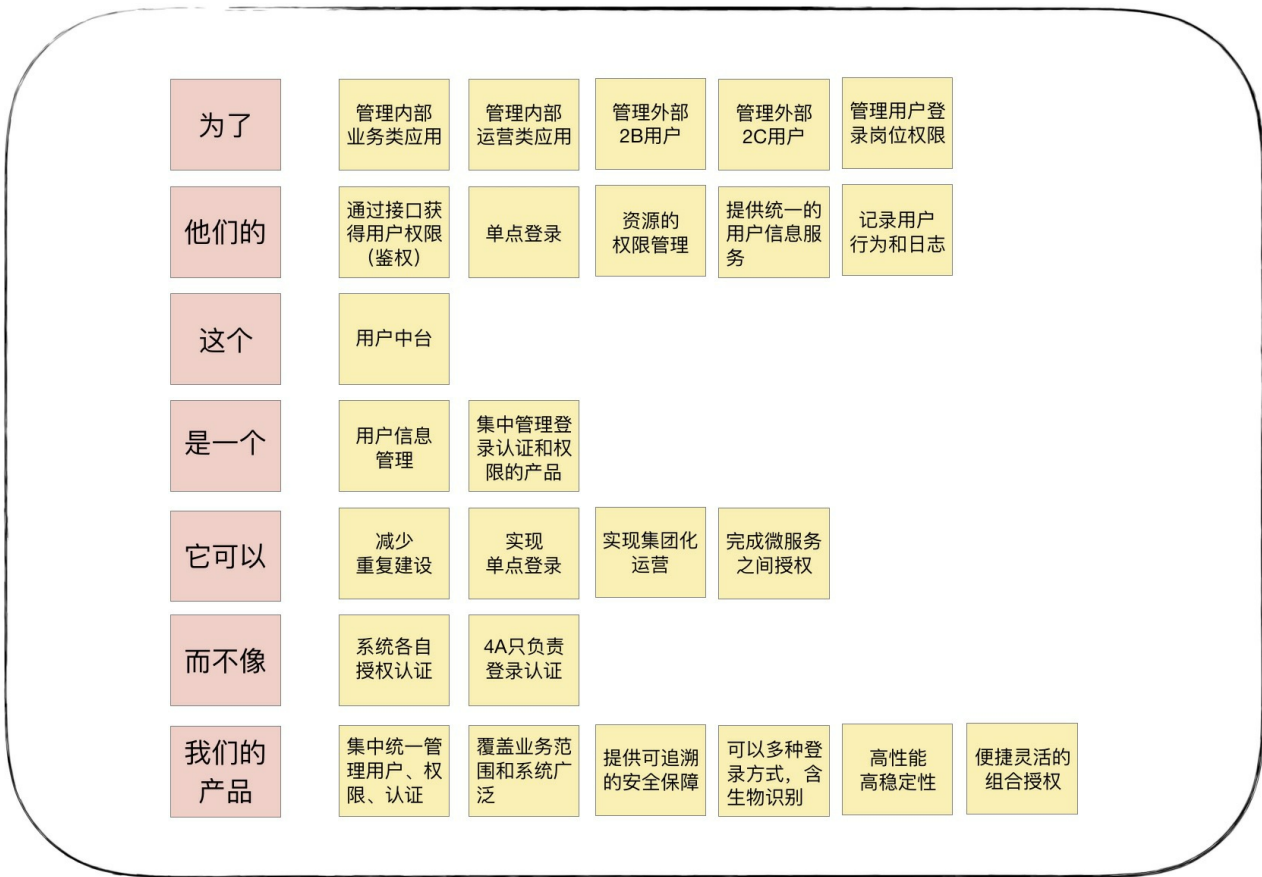 为了
管理内部
业务类应用
管理内部
运营类应用
管理外部
2B用户
管理外部
2C用户
管理用户登
录岗位权限
他们的
通过接口获
得用户权限
（鉴权）
单点登录
资源的
权限管理
提供统一的
用户信息服
务
记录用户
行为和日志
这个
用户中台
是一个
用户信息
管理
集中管理登
录认证和权
限的产品
它可以
减少
重复建设
实现
单点登录
实现集团化
运营
完成微服务
之间授权
而不像
系统各自
授权认证
4A只负责
登录认证
我们的
产品
集中统一管
理用户、权
限、认证
覆盖业务范
围和系统广
泛
提供可追溯
的安全保障
可以多种登
录方式，含
生物识别
高性能
高稳定性
便捷灵活的
组合授权